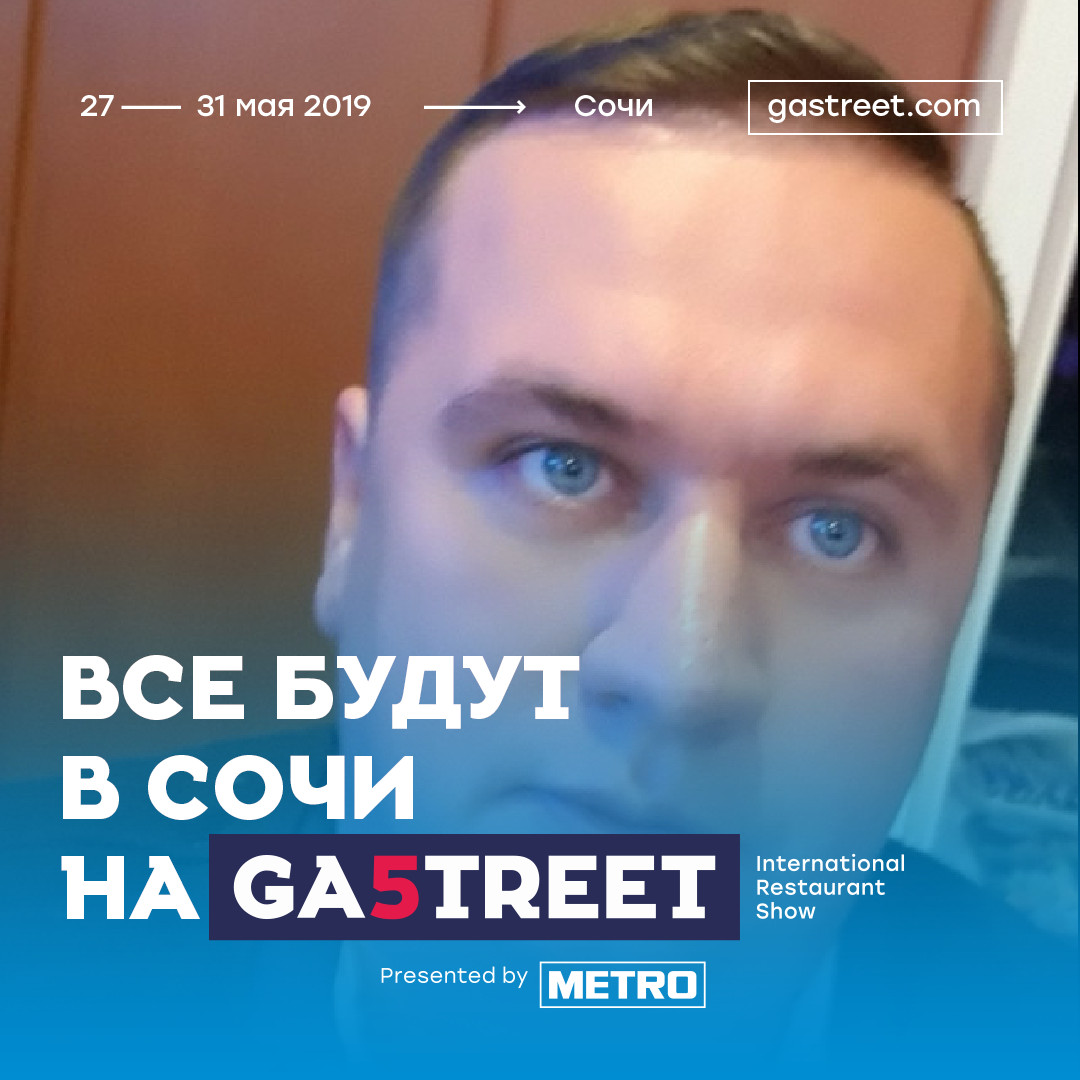 27 — 31 мая 2019 → Сочи gastreet.com
ВСЕ БУДУТ
В СОЧИ
НА GA5TREET
International
Restaurant
Show
Presented by METRO